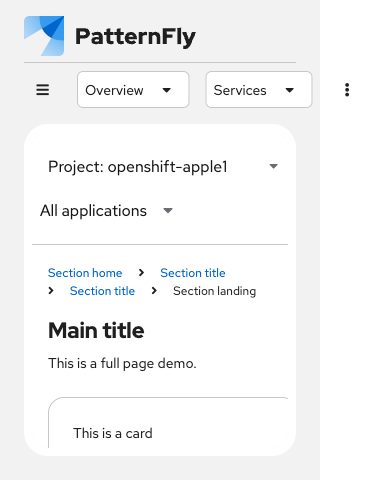 PatternFly
Overview Services
Project: openshift-apple1
All applications
Section home Section title
Section title Section landing
Main title
This is a full page demo.
This is a card